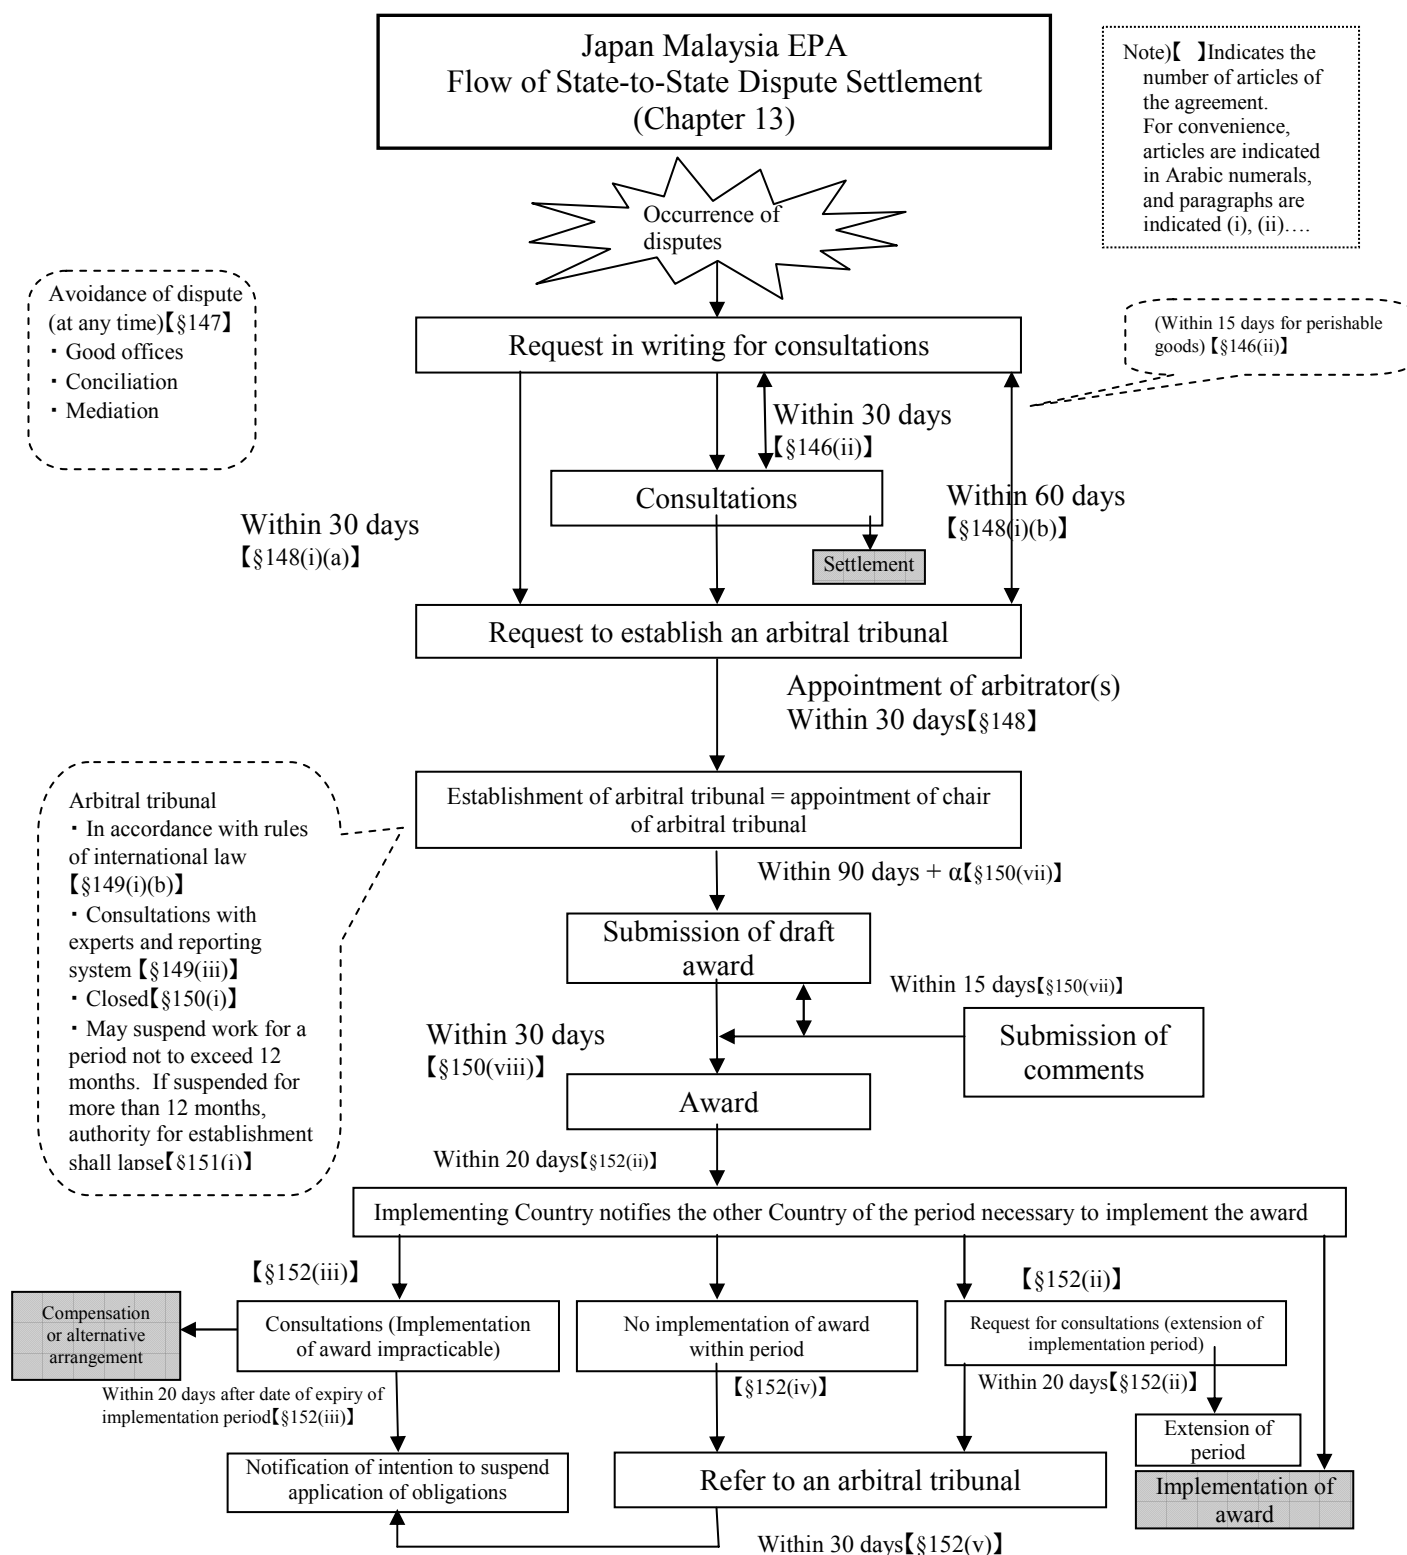 Japan Malaysia EPA
Flow of State-to-State Dispute Settlement
(Chapter 13)
Note)【 】Indicates the
number of articles of
the agreement.
For convenience,
articles are indicated
in Arabic numerals,
and paragraphs are
indicated (i), (ii)….
Occurrence of
disputes
Avoidance of dispute
(at any time)【§147】
・Good offices
・Conciliation
・Mediation
Request in writing for consultations
(Within 15 days for perishable
goods)【§146(ii)】
Within 30 days
【§146(ii)】
Consultations
Within 60 days
【§148(i)(b)】
Within 30 days
【§148(i)(a)】
Settlement
Request to establish an arbitral tribunal
Appointment of arbitrator(s)
Within 30 days【§148】
Establishment of arbitral tribunal = appointment of chair
of arbitral tribunal
Arbitral tribunal
・In accordance with rules
of international law
【§149(i)(b)】
・Consultations with
experts and reporting
system【§149(iii)】
・Closed【§150(i)】
・May suspend work for a
period not to exceed 12
months. If suspended for
more than 12 months,
authority for establishment
shall lapse【§151(i)】
Within 90 days + α【§150(vii)】
Submission of draft
award
Within 15 days【§150(vii)】
Within 30 days
【§150(viii)】
Submission of
comments
Award
Within 20 days【§152(ii)】
Implementing Country notifies the other Country of the period necessary to implement the award
【§152(iii)】
【§152(ii)】
Compensation
or alternative
arrangement
Consultations (Implementation
of award impracticable)
No implementation of award
within period
Request for consultations (extension of
implementation period)
Within 20 days after date of expiry of
implementation period【§152(iii)】
【§152(iv)】
Within 20 days【§152(ii)】
Extension of
period
Notification of intention to suspend
application of obligations
Refer to an arbitral tribunal
Implementation of
award
Within 30 days【§152(v)】